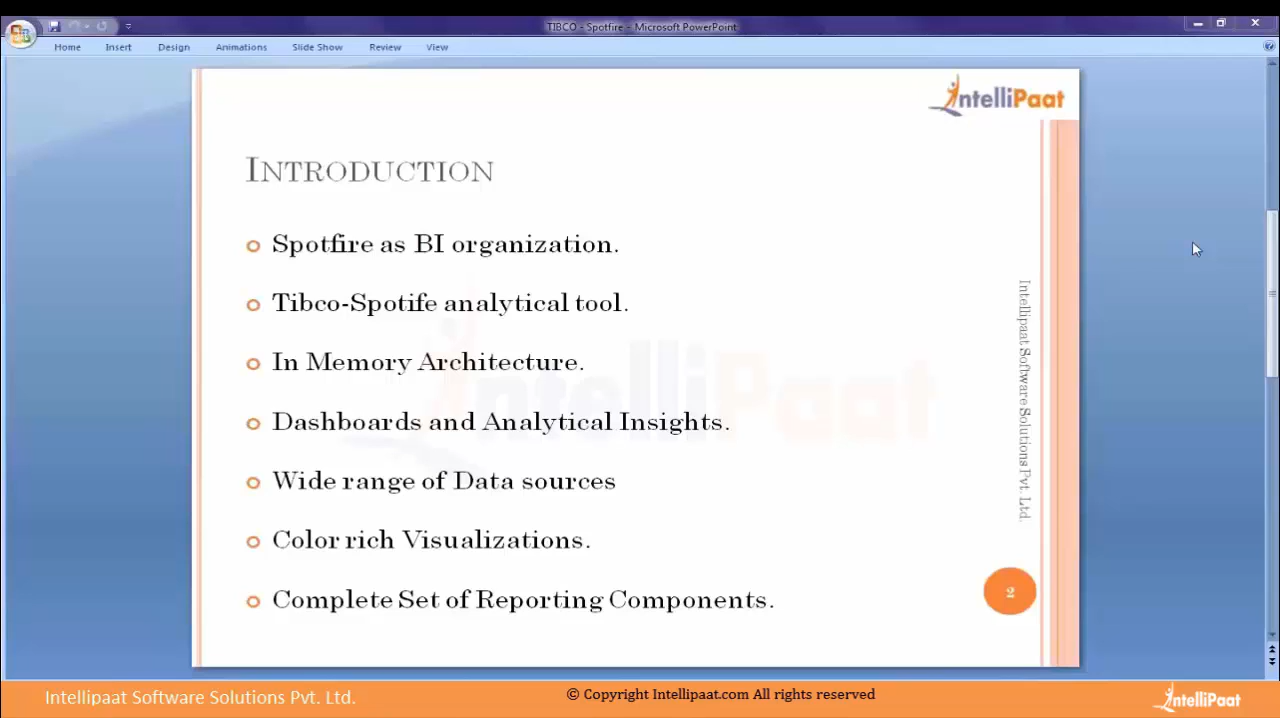 TIBCO - Spotfire - Microsoft PowerPoint
Home Insert Design Animations Slide Show Review View
IntelliPaat
INTRODUCTION
Spotfire as BI organization.
Tibco-Spotife analytical tool.
In Memory Architecture.
Dashboards and Analytical Insights.
Wide range of Data sources
Color rich Visualizations.
Complete Set of Reporting Components.
IntelliPaat
Intellipaat Software Solutions Pvt. Ltd.
2
Intellipaat Software Solutions Pvt. Ltd.
© Copyright Intellipaat.com All rights reserved
IntelliPaat